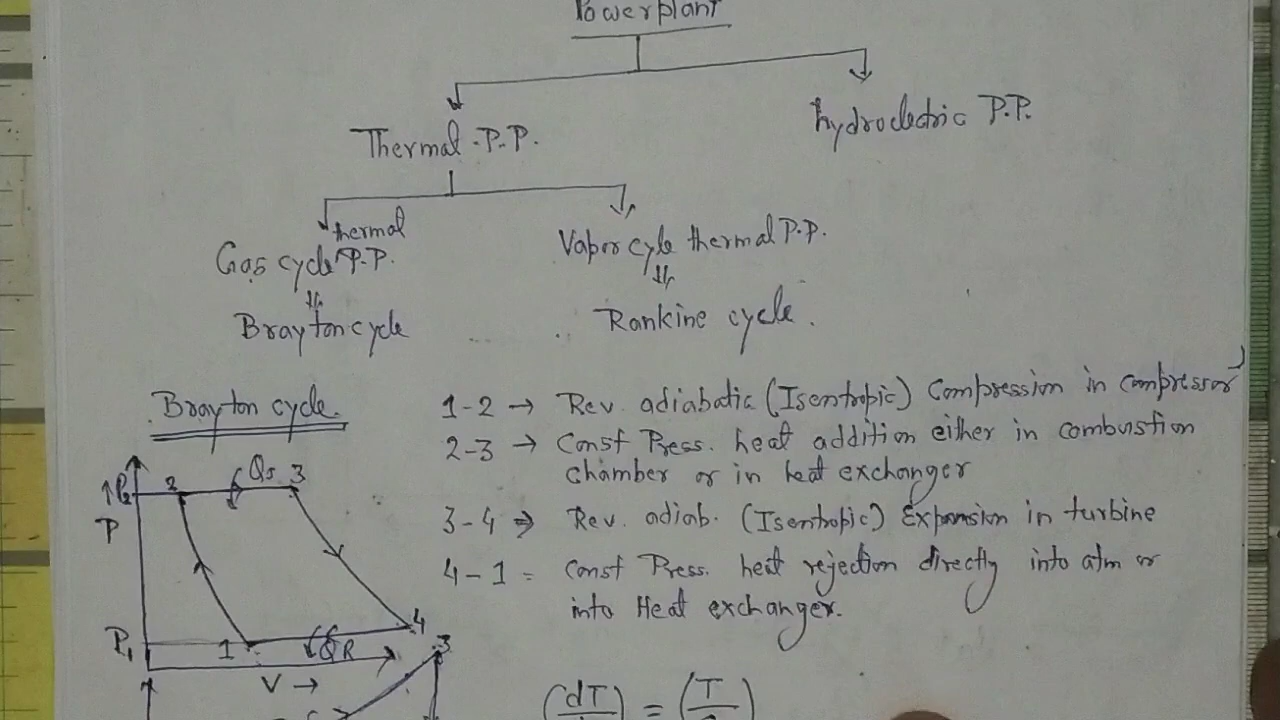 Powerplant
Thermal P.P.
hydroelectric P.P.
Gas cycle thermal P.P.
Vapor cycle thermal P.P.
⇓
⇓
Brayton cycle
Rankine cycle.
Brayton cycle.
1-2 → Rev. adiabatic (Isentropic) Compression in compressor
2-3 → Const Press. heat addition either in combustion
chamber or in heat exchanger
3-4 ⇒ Rev. adiab. (Isentropic) Expansion in turbine
4-1 = Const Press. heat rejection directly into atm or
into Heat exchanger.
↑P2 2 Qs 3
P
P1 1 QR 4
V →
3
(dT) = (T)